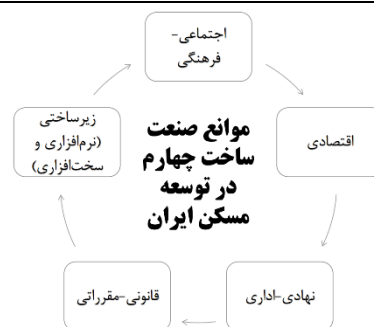 اجتماعی-
فرهنگی
اقتصادی
نهادی-اداری
قانونی-مقرراتی
زیرساختی
(نرم‌افزاری و
سخت‌افزاری)
موانع صنعت
ساخت چهارم
در توسعه
مسکن ایران